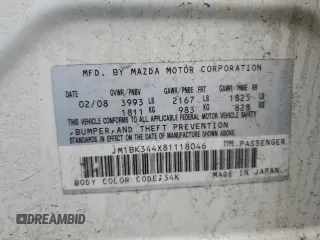 MFD. BY MAZDA MOTOR CORPORATION
GVWR/PNBV GAWR/PNBE FRT GAWR/PNBE RR
02/08 3993 LB 2167 LB 1825 LB
1811 KG 983 KG 828 KG
THIS VEHICLE CONFORMS TO ALL APPLICABLE
FEDERAL MOTOR VEHICLE SAFETY,
BUMPER, AND THEFT PREVENTION
STANDARDS IN EFFECT ON THE DATE OF
MANUFACTURE SHOWN ABOVE.
JM1BK344X81118046 TYPE: PASSENGER
BODY COLOR CODE:34K MADE IN JAPAN
DREAMBID